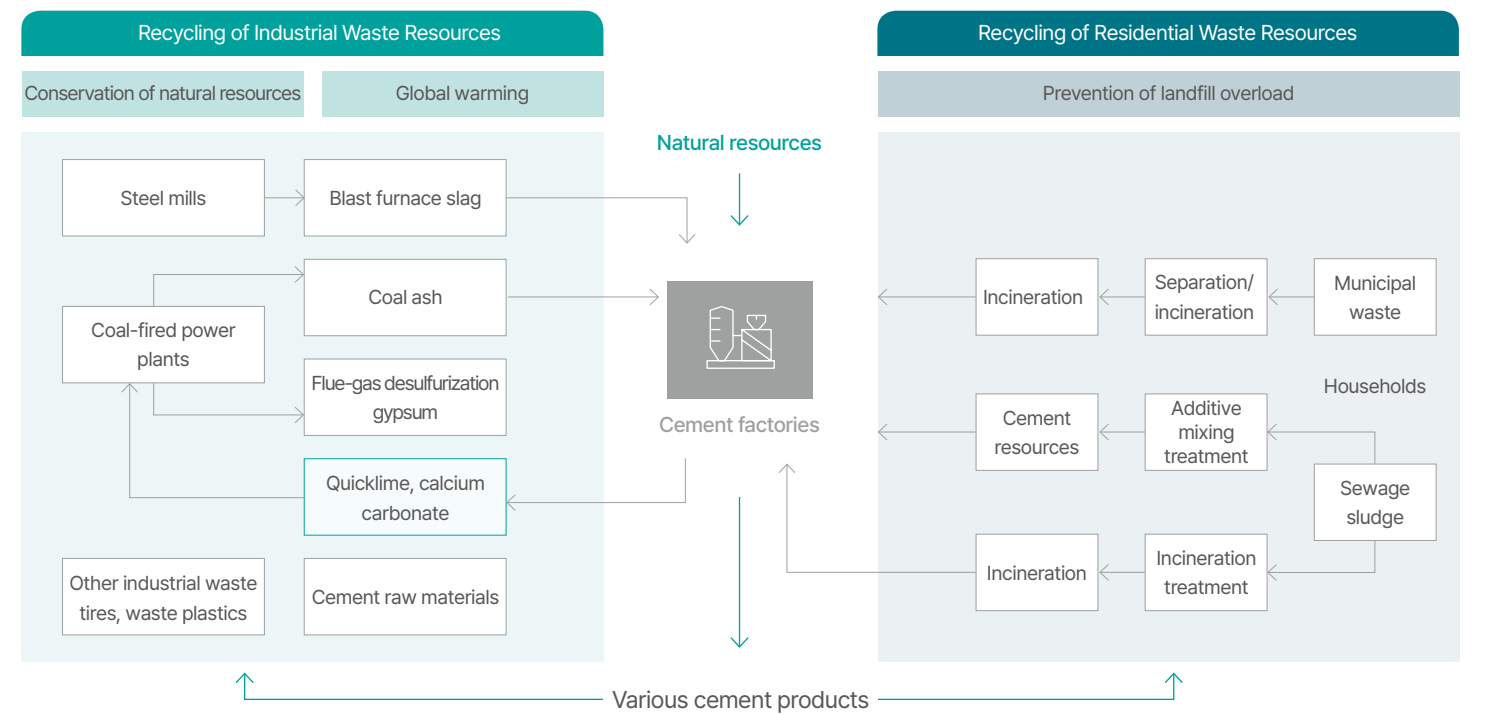 Recycling of Industrial Waste Resources
Recycling of Residential Waste Resources
Conservation of natural resources
Global warming
Prevention of landfill overload
Natural resources
Steel mills
Blast furnace slag
Coal ash
Coal-fired power
plants
Flue-gas desulfurization
gypsum
Quicklime, calcium
carbonate
Other industrial waste
tires, waste plastics
Cement raw materials
Cement factories
Incineration
Separation/
incineration
Municipal
waste
Households
Cement
resources
Additive
mixing
treatment
Sewage
sludge
Incineration
Incineration
treatment
Various cement products